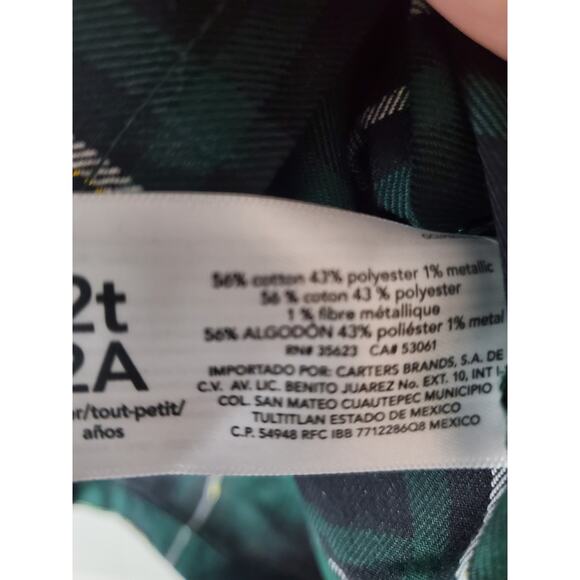 2t
2A
/tout-petit/
años
56% cotton 43% polyester 1% metallic
56 % coton 43 % polyester
1 % fibre métallique
56% ALGODÓN 43% poliéster 1% metal
RN# 35623 CA# 53061
IMPORTADO POR: CARTERS BRANDS, S.A. DE
C.V. AV. LIC. BENITO JUAREZ No. EXT. 10, INT I-
COL. SAN MATEO CUAUTEPEC MUNICIPIO
TULTITLAN ESTADO DE MEXICO
C.P. 54948 RFC IBB 7712286Q8 MEXICO